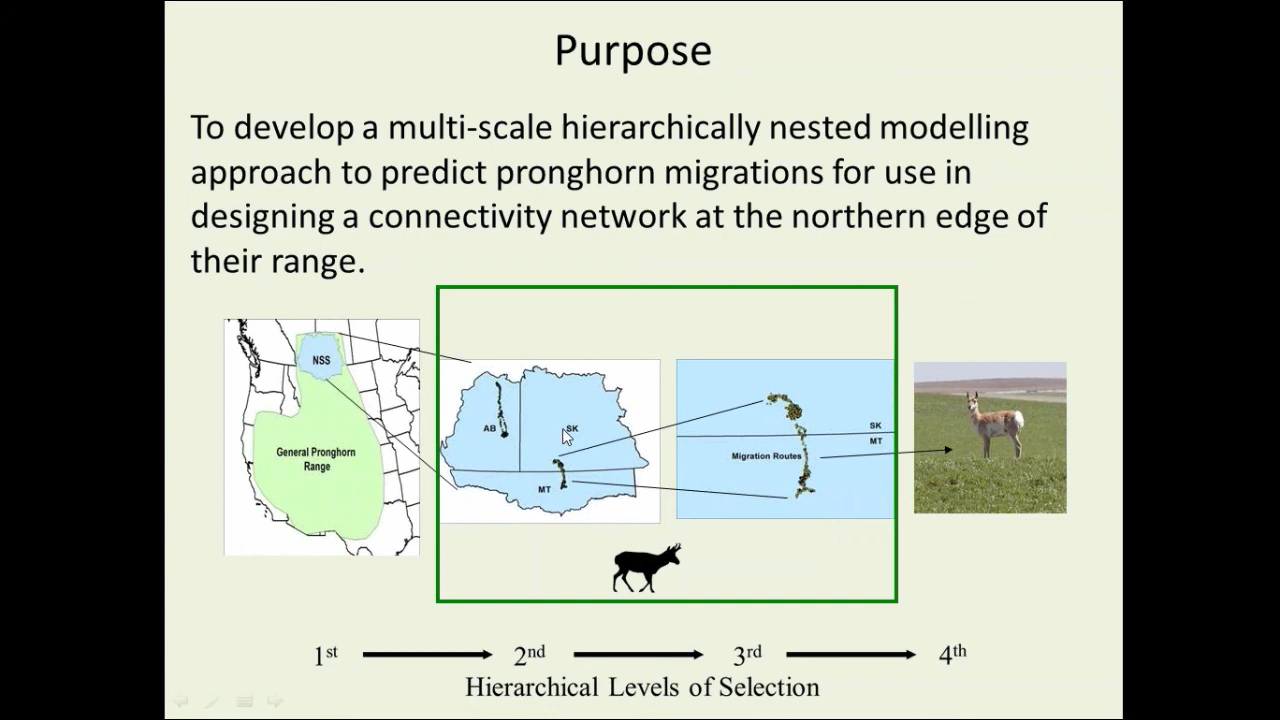 Purpose
To develop a multi-scale hierarchically nested modelling
approach to predict pronghorn migrations for use in
designing a connectivity network at the northern edge of
their range.
NSS
General Pronghorn
Range
AB
SK
MT
SK
MT
Migration Routes
1st
2nd
3rd
4th
Hierarchical Levels of Selection